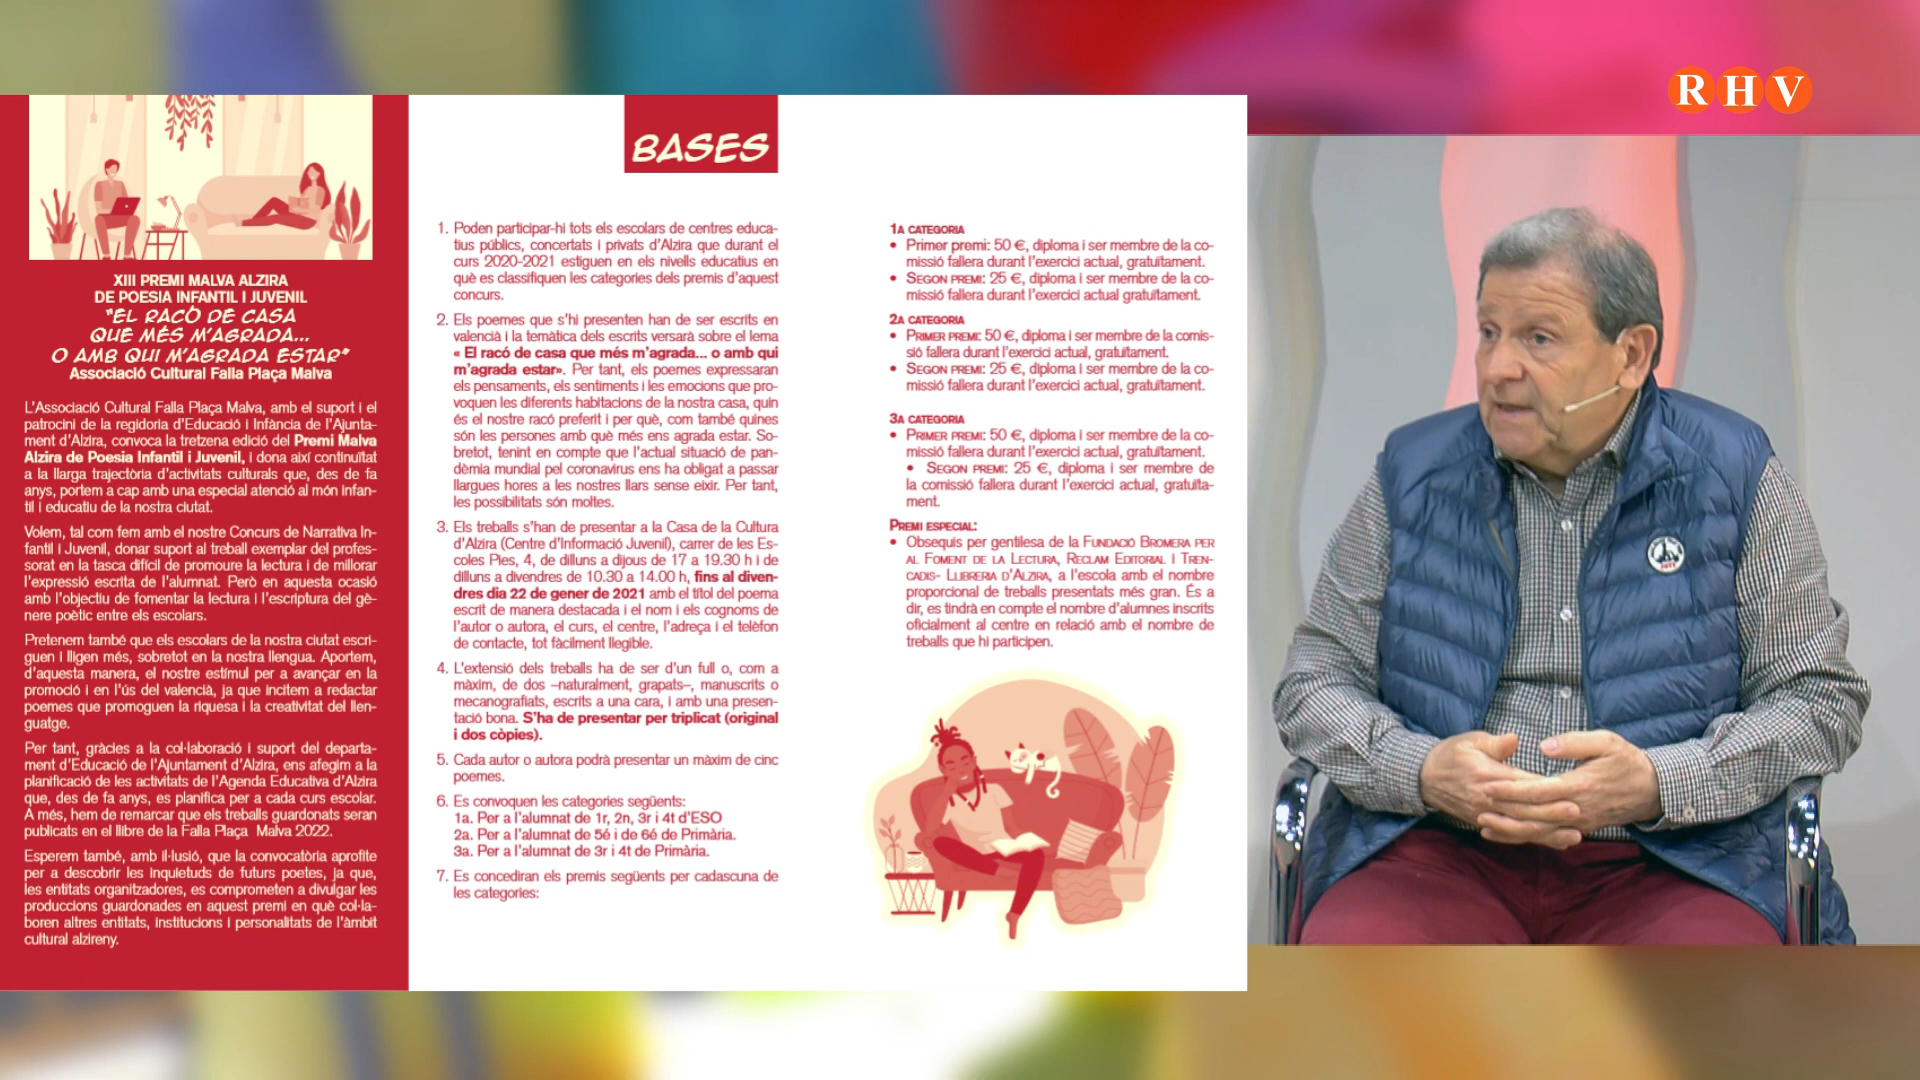 RHV
XIII PREMI MALVA ALZIRA
DE POESIA INFANTIL I JUVENIL
"EL RACÓ DE CASA
QUE MÉS M'AGRADA...
O AMB QUI M'AGRADA ESTAR"
Associació Cultural Falla Plaça Malva
L'Associació Cultural Falla Plaça Malva, amb el suport i el
patrocini de la regidoria d'Educació i Infància de l'Ajunta-
ment d'Alzira, convoca la tretzena edició del Premi Malva
Alzira de Poesia Infantil i Juvenil, i dona així continuïtat
a la llarga trajectòria d'activitats culturals que, des de fa
anys, portem a cap amb una especial atenció al món infan-
til i educatiu de la nostra ciutat.
Volem, tal com fem amb el nostre Concurs de Narrativa In-
fantil i Juvenil, donar suport al treball exemplar del profes-
sorat en la tasca difícil de promoure la lectura i de millorar
l'expressió escrita de l'alumnat. Però en aquesta ocasió
amb l'objectiu de fomentar la lectura i l'escriptura del gè-
nere poètic entre els escolars.
Pretenem també que els escolars de la nostra ciutat escri-
guen i lligen més, sobretot en la nostra llengua. Aportem,
d'aquesta manera, el nostre estímul per a avançar en la
promoció i en l'ús del valencià, ja que incitem a redactar
poemes que promoguen la riquesa i la creativitat del llen-
guatge.
Per tant, gràcies a la col·laboració i suport del departa-
ment d'Educació de l'Ajuntament d'Alzira, ens afegim a la
planificació de les activitats de l'Agenda Educativa d'Alzira
que, des de fa anys, es planifica per a cada curs escolar.
A més, hem de remarcar que els treballs guardonats seran
publicats en el llibre de la Falla Plaça Malva 2022.
Esperem també, amb il·lusió, que la convocatòria aprofite
per a descobrir les inquietuds de futurs poetes, ja que,
les entitats organitzadores, es comprometen a divulgar les
produccions guardonades en aquest premi en què col·la-
boren altres entitats, institucions i personalitats de l'àmbit
cultural alzireny.
BASES
1. Poden participar-hi tots els escolars de centres educa-
tius públics, concertats i privats d'Alzira que durant el
curs 2020-2021 estiguen en els nivells educatius en
què es classifiquen les categories dels premis d'aquest
concurs.
2. Els poemes que s'hi presenten han de ser escrits en
valencià i la temàtica dels escrits versarà sobre el lema
« El racó de casa que més m'agrada... o amb qui
m'agrada estar». Per tant, els poemes expressaran
els pensaments, els sentiments i les emocions que pro-
voquen les diferents habitacions de la nostra casa, quin
és el nostre racó preferit i per què, com també quines
són les persones amb què més ens agrada estar. So-
bretot, tenint en compte que l'actual situació de pan-
dèmia mundial pel coronavirus ens ha obligat a passar
llargues hores a les nostres llars sense eixir. Per tant,
les possibilitats són moltes.
3. Els treballs s'han de presentar a la Casa de la Cultura
d'Alzira (Centre d'Informació Juvenil), carrer de les Es-
coles Pies, 4, de dilluns a dijous de 17 a 19.30 h i de
dilluns a divendres de 10.30 a 14.00 h, fins al diven-
dres dia 22 de gener de 2021 amb el títol del poema
escrit de manera destacada i el nom i els cognoms de
l'autor o autora, el curs, el centre, l'adreça i el telèfon
de contacte, tot fàcilment llegible.
4. L'extensió dels treballs ha de ser d'un full o, com a
màxim, de dos –naturalment, grapats–, manuscrits o
mecanografiats, escrits a una cara, i amb una presen-
tació bona. S'ha de presentar per triplicat (original
i dos còpies).
5. Cada autor o autora podrà presentar un màxim de cinc
poemes.
6. Es convoquen les categories següents:
1a. Per a l'alumnat de 1r, 2n, 3r i 4t d'ESO
2a. Per a l'alumnat de 5é i de 6é de Primària.
3a. Per a l'alumnat de 3r i 4t de Primària.
7. Es concediran els premis següents per cadascuna de
les categories:
1A CATEGORIA
• Primer premi: 50 €, diploma i ser membre de la co-
missió fallera durant l'exercici actual, gratuïtament.
• SEGON PREMI: 25 €, diploma i ser membre de la co-
missió fallera durant l'exercici actual gratuïtament.
2A CATEGORIA
• PRIMER PREMI: 50 €, diploma i ser membre de la comis-
sió fallera durant l'exercici actual, gratuïtament.
• SEGON PREMI: 25 €, diploma i ser membre de la co-
missió fallera durant l'exercici actual, gratuïtament.
3A CATEGORIA
• PRIMER PREMI: 50 €, diploma i ser membre de la co-
missió fallera durant l'exercici actual, gratuïtament.
• SEGON PREMI: 25 €, diploma i ser membre de
la comissió fallera durant l'exercici actual, gratuïta-
ment.
PREMI ESPECIAL:
• Obsequis per gentilesa de la FUNDACIÓ BROMERA PER
AL FOMENT DE LA LECTURA, RECLAM EDITORIAL I TREN-
CADIS- LLIBRERIA D'ALZIRA, a l'escola amb el nombre
proporcional de treballs presentats més gran. És a
dir, es tindrà en compte el nombre d'alumnes inscrits
oficialment al centre en relació amb el nombre de
treballs que hi participen.